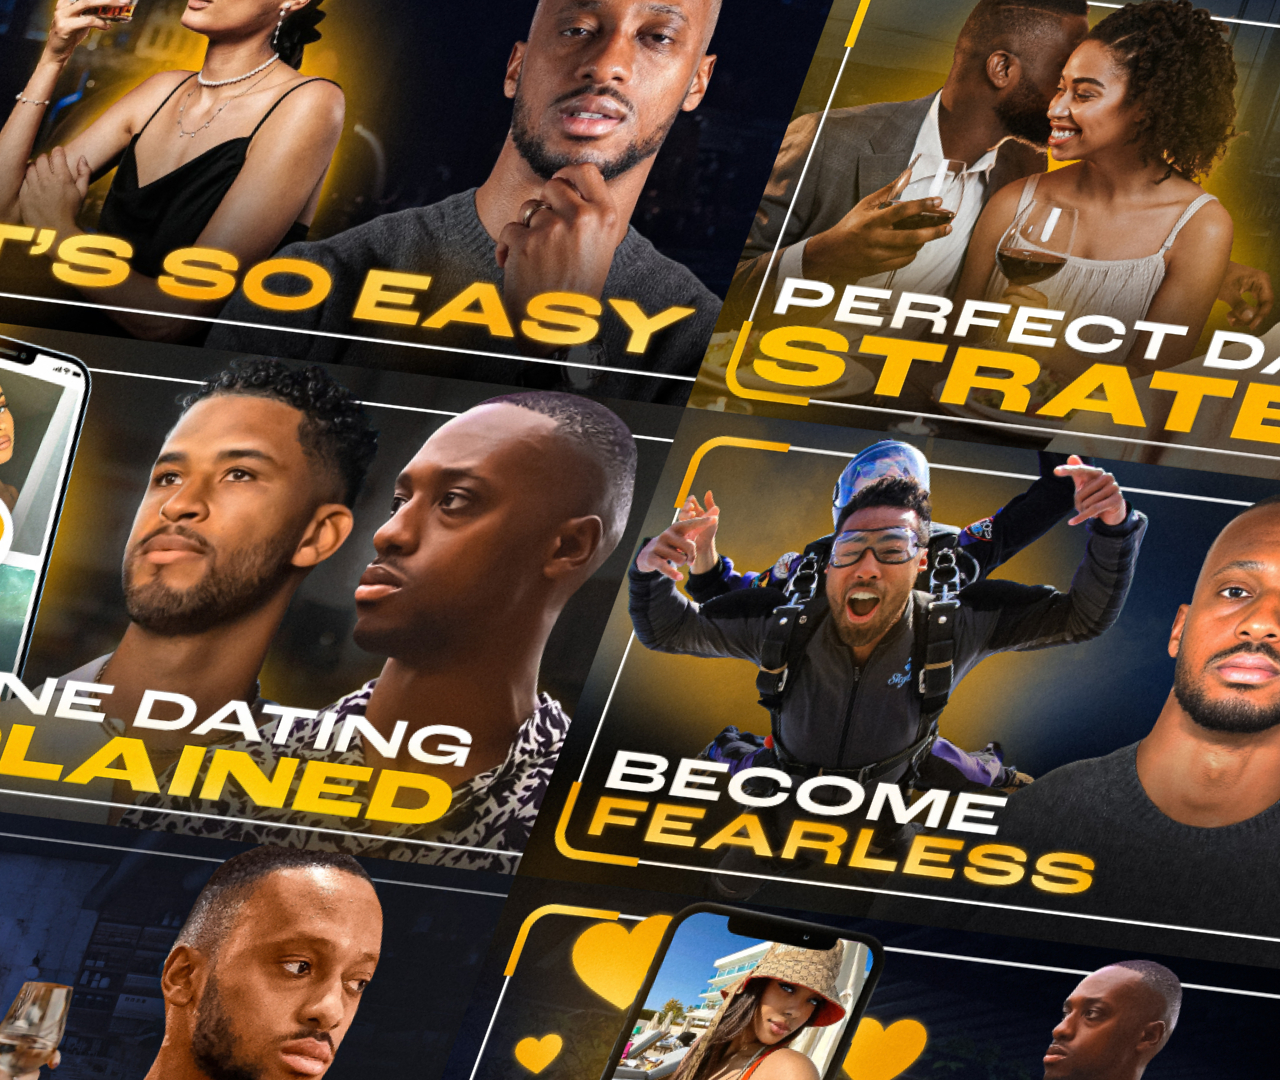 T'S SO EASY
PERFECT DA
STRATE
NE DATING
LAINED
BECOME
FEARLESS